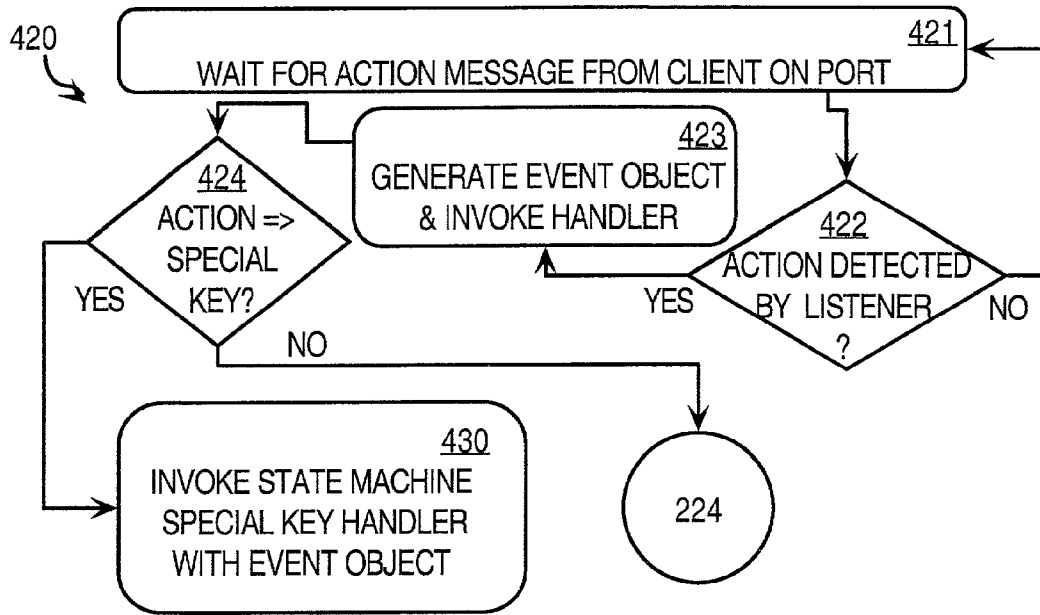 420
421
WAIT FOR ACTION MESSAGE FROM CLIENT ON PORT
423
GENERATE EVENT OBJECT
& INVOKE HANDLER
424
ACTION =>
SPECIAL
KEY?
YES
NO
422
ACTION DETECTED
BY LISTENER
?
YES
NO
430
INVOKE STATE MACHINE
SPECIAL KEY HANDLER
WITH EVENT OBJECT
224